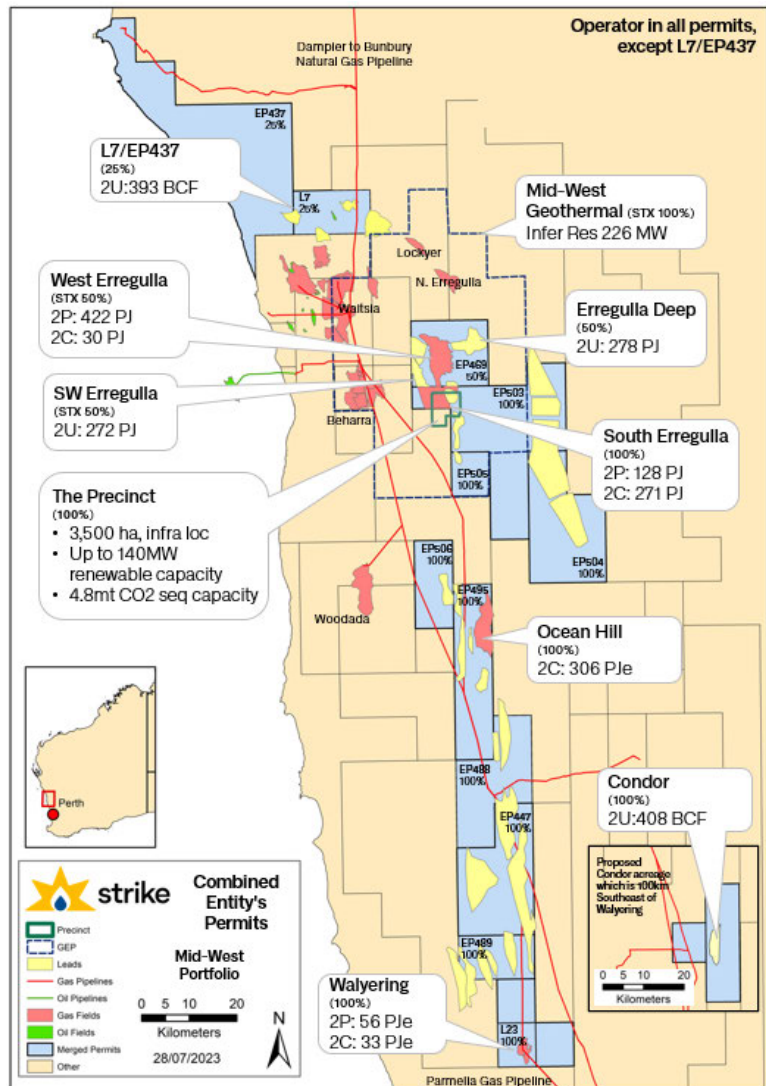 Operator in all permits,
except L7/EP437
Dampier to Bunbury
Natural Gas Pipeline
EP437
25%
L7/EP437
(25%)
2U:393 BCF
L7
25%
Mid-West
Geothermal (STX 100%)
Infer Res 226 MW
Lockyer
N. Erregulla
West Erregulla
(STX 50%)
2P: 422 PJ
2C: 30 PJ
Waitsia
Erregulla Deep
(50%)
2U: 278 PJ
EP469
50%
SW Erregulla
(STX 50%)
2U: 272 PJ
EP503
100%
Beharra
South Erregulla
(100%)
2P: 128 PJ
2C: 271 PJ
EP505
100%
The Precinct
(100%)
• 3,500 ha, infra loc
• Up to 140MW
renewable capacity
• 4.8mt CO2 seq capacity
EP506
100%
EP504
100%
EP495
100%
Woodada
Ocean Hill
(100%)
2C: 306 PJe
Perth
EP488
100%
EP447
100%
Condor
(100%)
2U:408 BCF
Proposed
Condor acreage
which is 100km
Southeast of
Walyering
0 5 10 20
Kilometers
strike
Combined
Entity's
Permits
Mid-West
Portfolio
0 5 10 20
Kilometers
N
28/07/2023
Precinct
GEP
Leads
Gas Pipelines
Oil Pipelines
Gas Fields
Oil Fields
Merged Permits
Other
EP489
100%
Walyering
(100%)
2P: 56 PJe
2C: 33 PJe
L23
100%
Parmelia Gas Pipeline